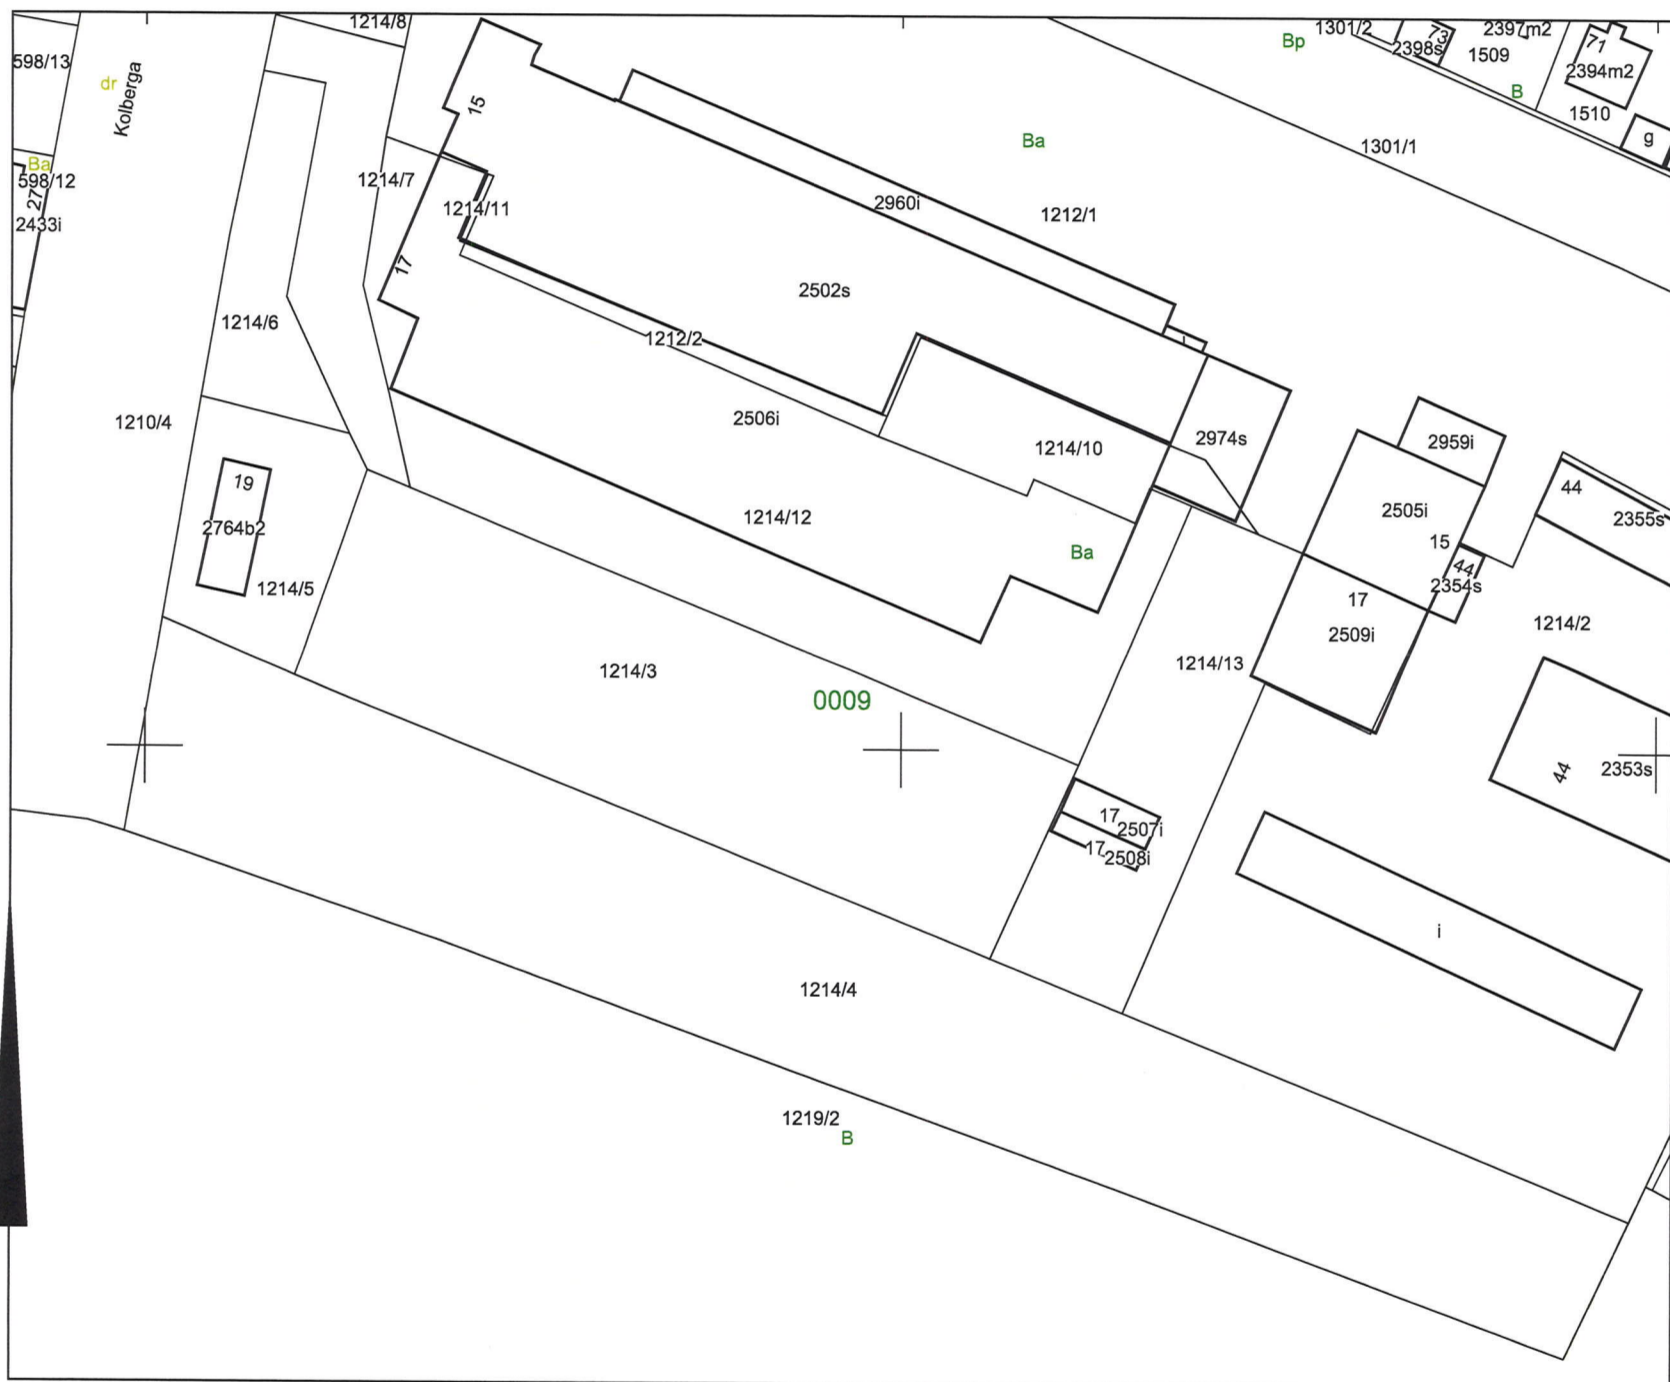 1214/8
1301/2
73
2397m2
71
598/13
Bp
2398s
1509
2394m2
dr
Kolberga
B
15
1510
g
Ba
1301/1
Ba
598/12
27
1214/7
2433i
1214/11
2960i
1212/1
17
2502s
1214/6
1212/2
1210/4
2506i
1214/10
2974s
2959i
19
44
2764b2
1214/12
2505i
2355s
15
Ba
44
1214/5
2354s
17
2509i
1214/2
1214/3
1214/13
0009
44
2353s
17
2507i
17
2508i
i
1214/4
1219/2
B